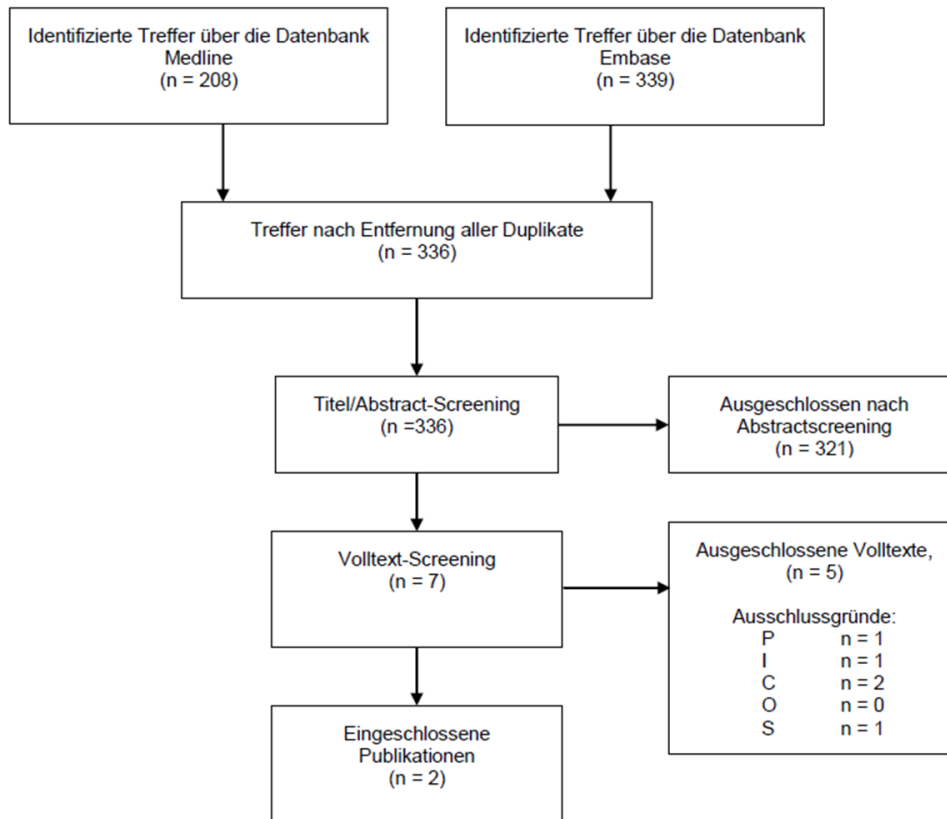 Identifizierte Treffer über die Datenbank
Medline
(n = 208)
Identifizierte Treffer über die Datenbank
Embase
(n = 339)
Treffer nach Entfernung aller Duplikate
(n = 336)
Titel/Abstract-Screening
(n =336)
Ausgeschlossen nach
Abstractscreening
(n = 321)
Volltext-Screening
(n = 7)
Ausgeschlossene Volltexte,
(n = 5)
Ausschlussgründe:
P n = 1
I n = 1
C n = 2
O n = 0
S n = 1
Eingeschlossene
Publikationen
(n = 2)